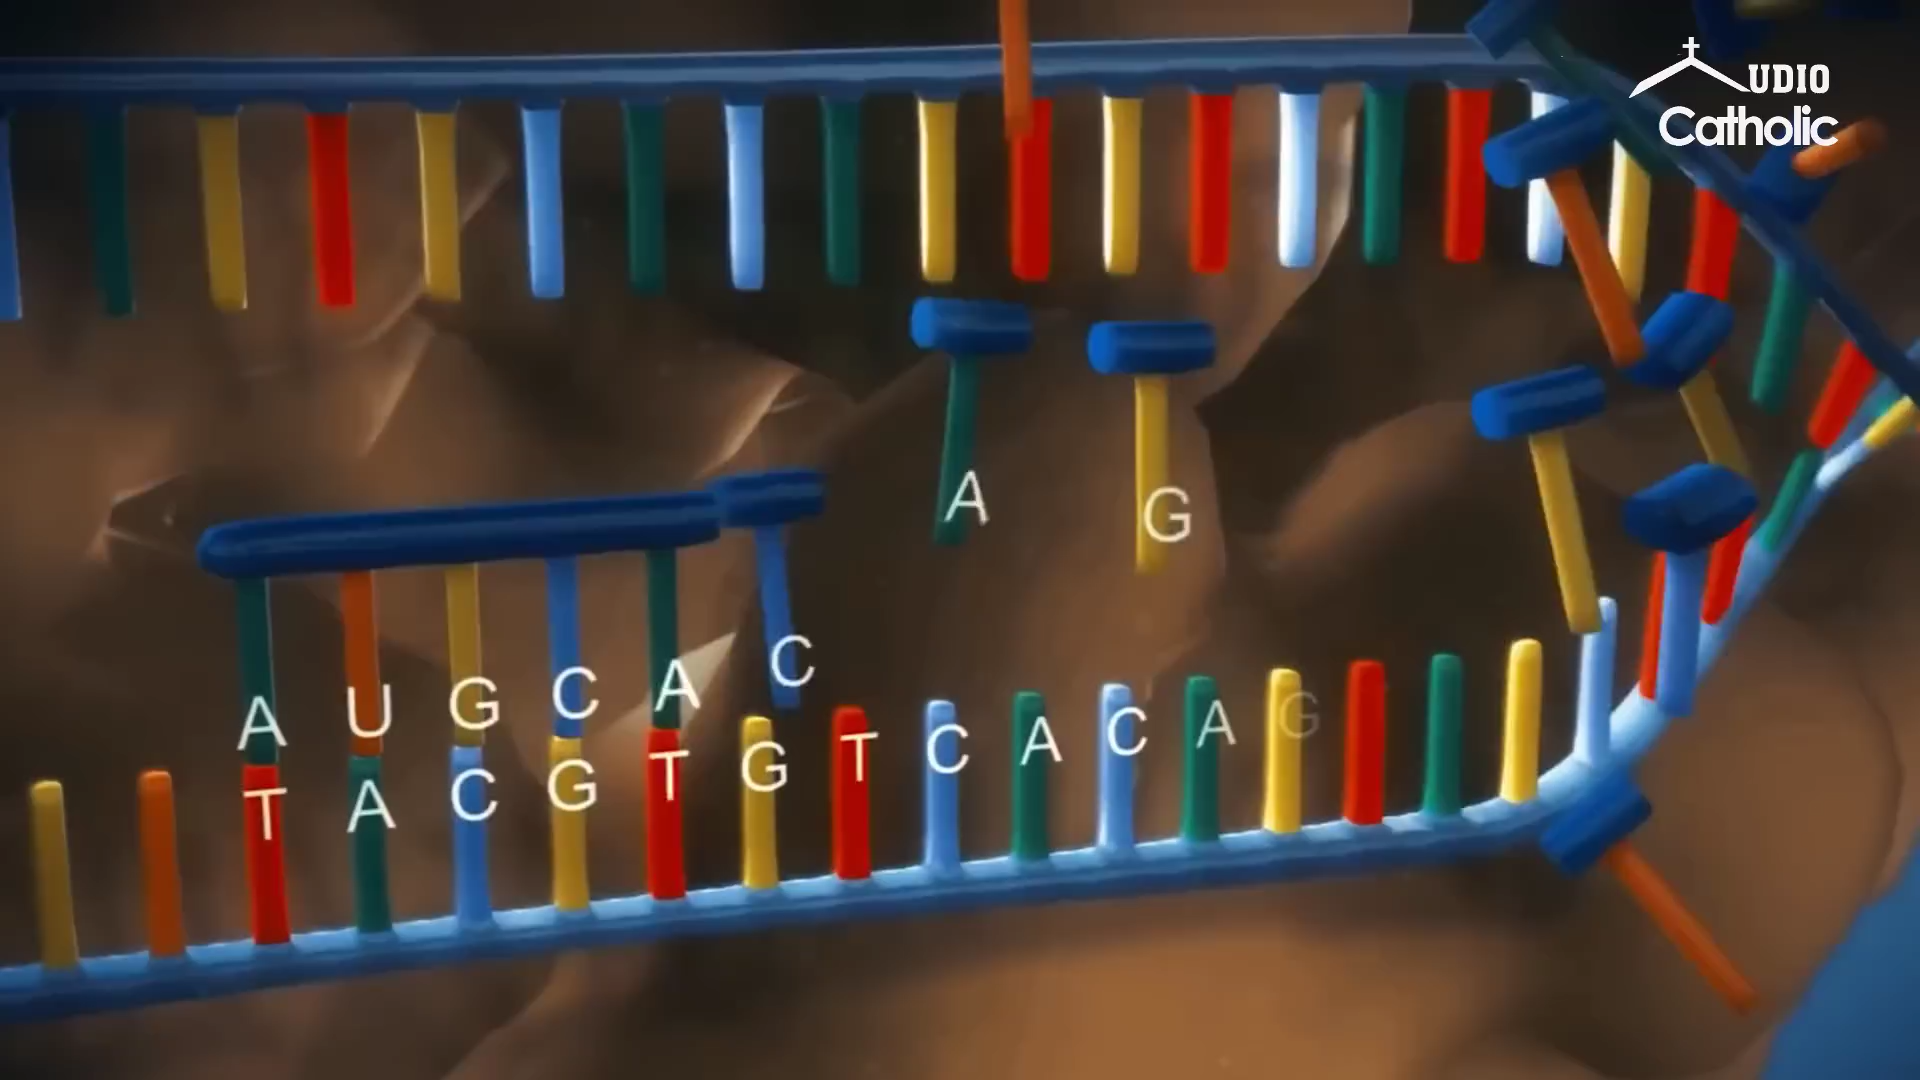 UDIO
Catholic
A G
A U G C A C
T A C G T G T C A C A G